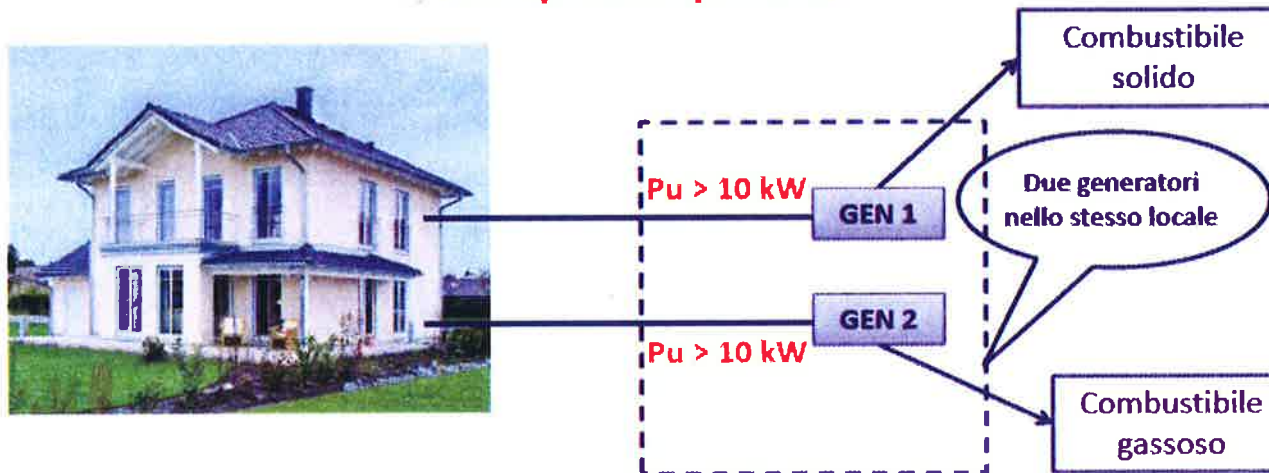 Combustibile
solido
Pu > 10 kW
GEN 1
Due generatori
nello stesso locale
GEN 2
Pu > 10 kW
Combustibile
gassoso